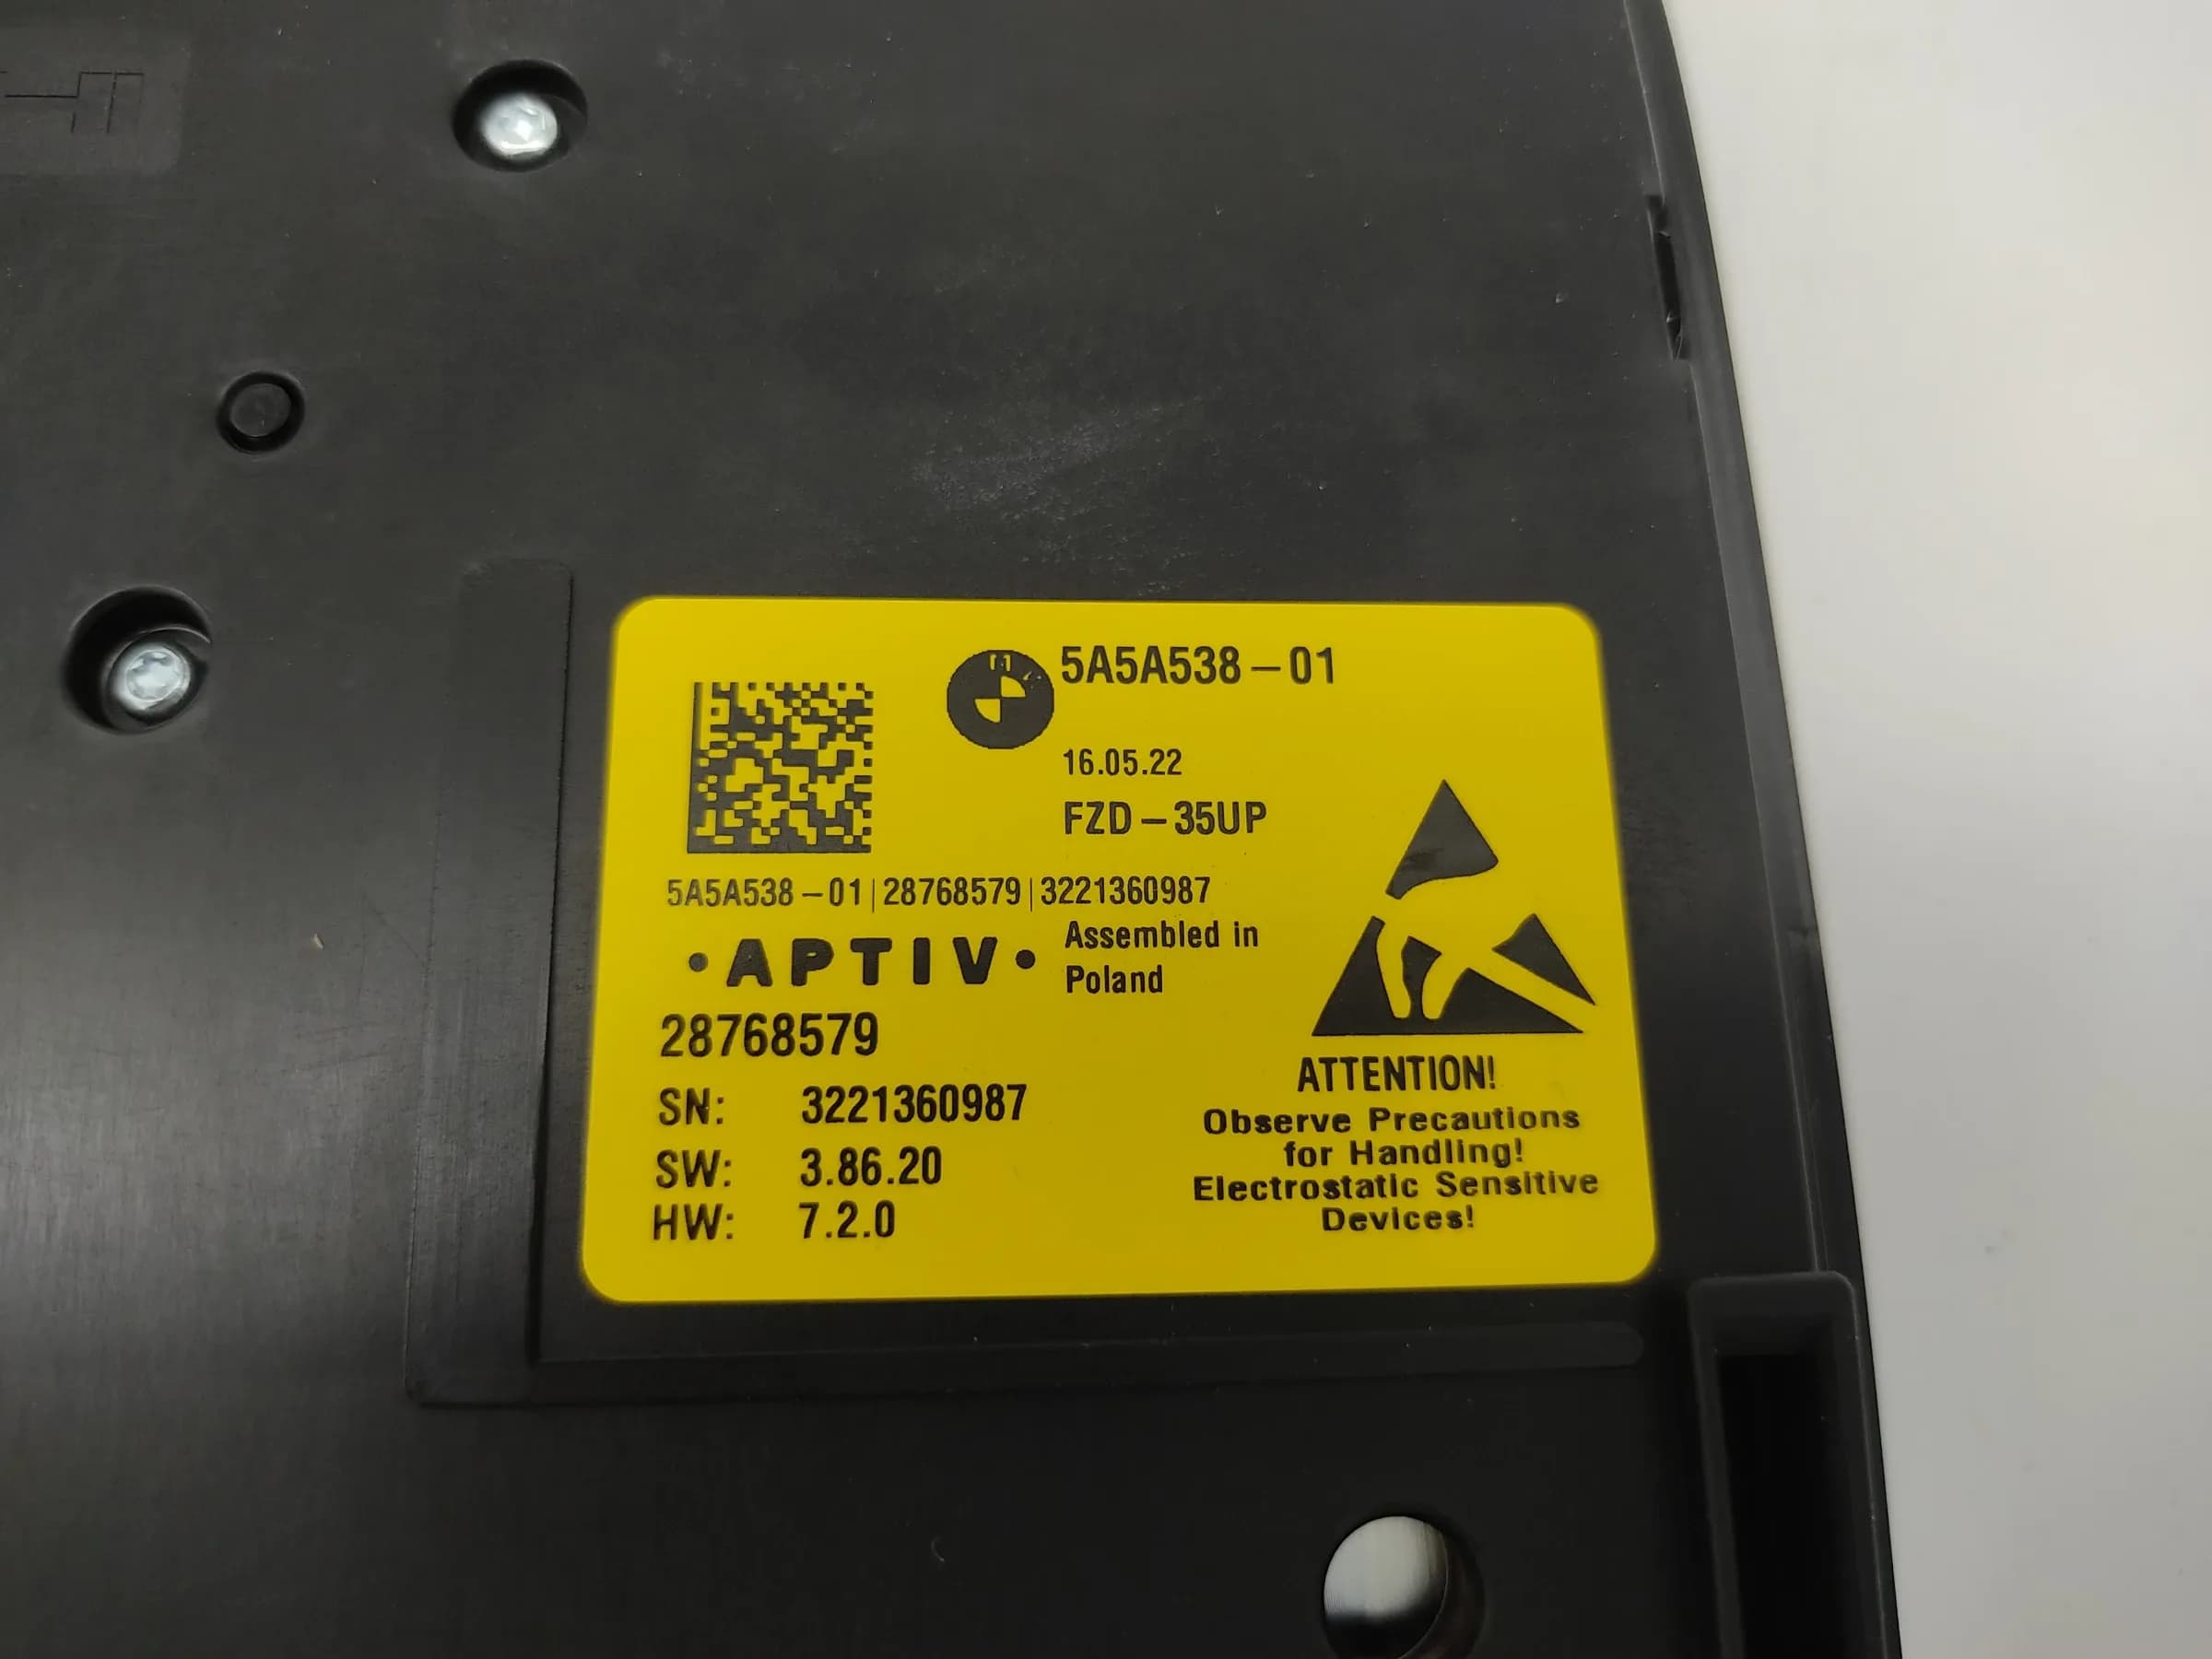 5A5A538-01
16.05.22
FZD-35UP
5A5A538-01|28768579|3221360987
•APTIV•
Assembled in
Poland
28768579
SN: 3221360987
SW: 3.86.20
HW: 7.2.0
ATTENTION!
Observe Precautions
for Handling!
Electrostatic Sensitive
Devices!